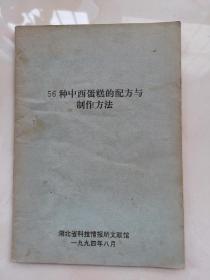 56种中西蛋糕的配方与
制作方法
湖北省科技情报所文献馆
一九九四年八月